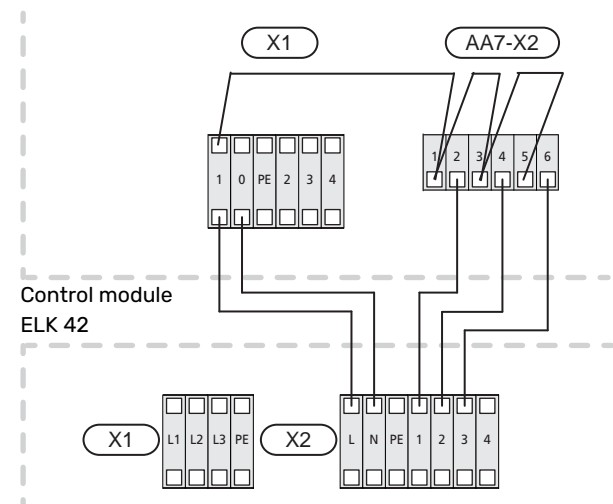 X1 AA7-X2
1 0 PE 2 3 4
1 2 3 4 5 6
Control module
ELK 42
X1 L1 L2 L3 PE X2 L N PE 1 2 3 4